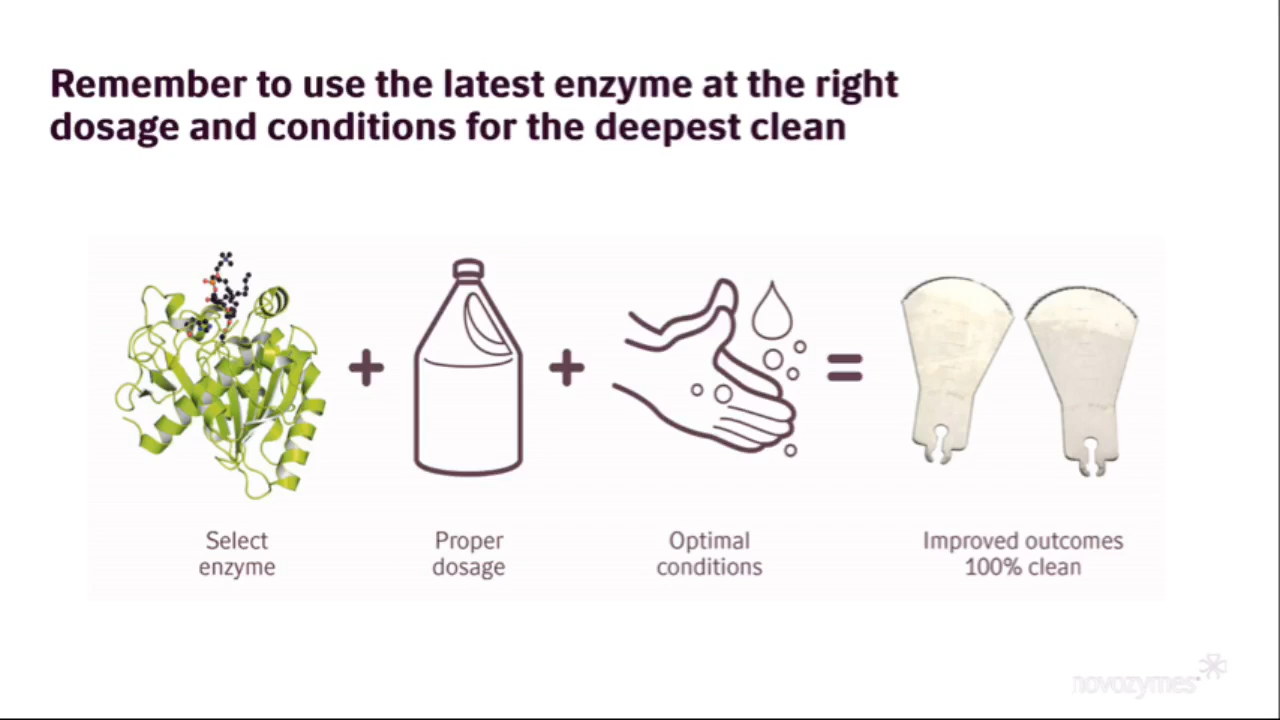 Remember to use the latest enzyme at the right
dosage and conditions for the deepest clean
+
+
=
Select
enzyme
Proper
dosage
Optimal
conditions
Improved outcomes
100% clean
novozymes